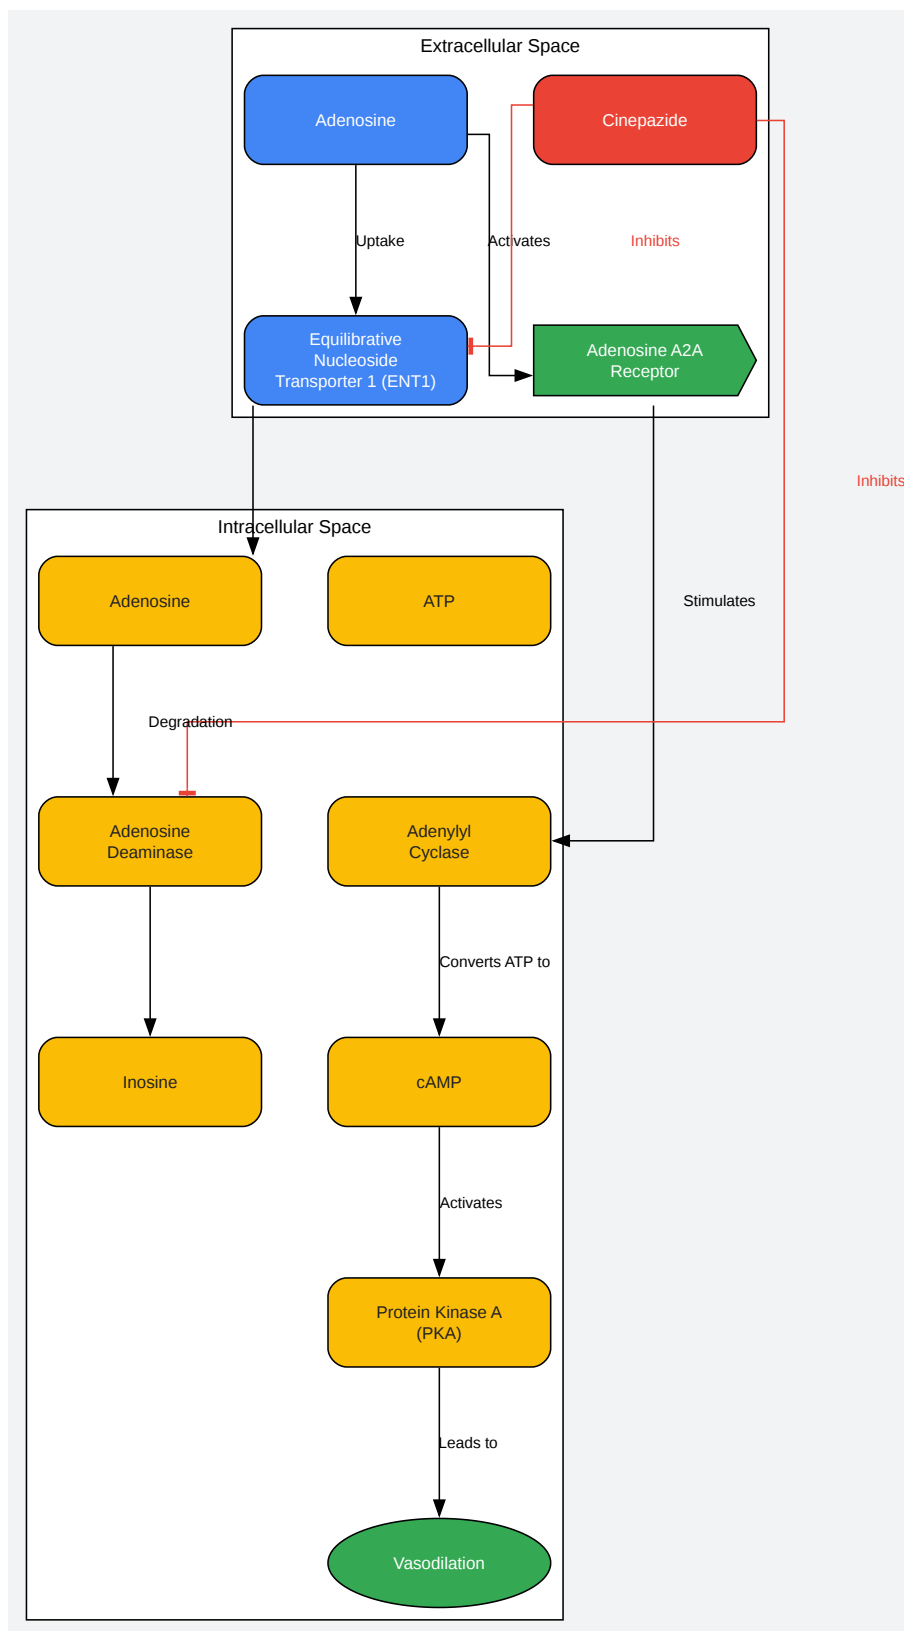 Extracellular Space
Adenosine
Cinepazide
Uptake
Activates
Inhibits
Equilibrative
Nucleoside
Transporter 1 (ENT1)
Adenosine A2A
Receptor
Inhibits
Intracellular Space
Adenosine
ATP
Stimulates
Degradation
Adenosine
Deaminase
Adenylyl
Cyclase
Converts ATP to
Inosine
cAMP
Activates
Protein Kinase A
(PKA)
Leads to
Vasodilation